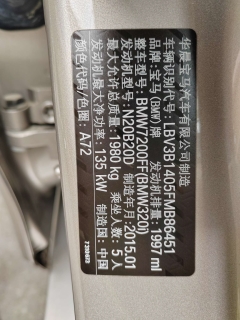 华晨宝马汽车有限公司制造
车辆识别代号: LBV3B1400FMB86451
品牌: 宝马(BMW) 发动机排量: 1997 ml
整车型号: BMW7200FF(BMW320i)
发动机型号: N20B20D 制造年月: 2015.01
最大允许总质量: 1980 kg 乘坐人数: 5人
发动机最大净功率: 135 kW 制造国: 中国
颜色代码/色图: A72